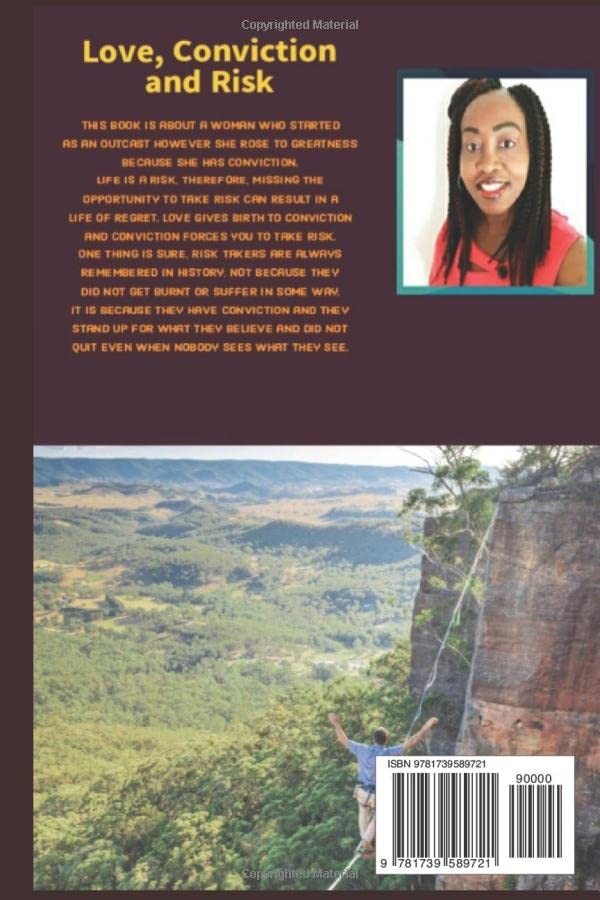 Copyrighted Material
Love, Conviction
and Risk
THIS BOOK IS ABOUT A WOMAN WHO STARTED
AS AN OUTCAST HOWEVER SHE ROSE TO GREATNESS
BECAUSE SHE HAS CONVICTION.
LIFE IS A RISK, THEREFORE, MISSING THE
OPPORTUNITY TO TAKE RISK CAN RESULT IN A
LIFE OF REGRET. LOVE GIVES BIRTH TO CONVICTION
AND CONVICTION FORCES YOU TO TAKE RISK.
ONE THING IS SURE, RISK TAKERS ARE ALWAYS
REMEMBERED IN HISTORY. NOT BECAUSE THEY
DID NOT GET BURNT OR SUFFER IN SOME WAY.
IT IS BECAUSE THEY HAVE CONVICTION AND THEY
STAND UP FOR WHAT THEY BELIEVE AND DID NOT
QUIT EVEN WHEN NOBODY SEES WHAT THEY SEE.
ISBN 9781739589721
90000
9 781739 589721
Copyrighted Material